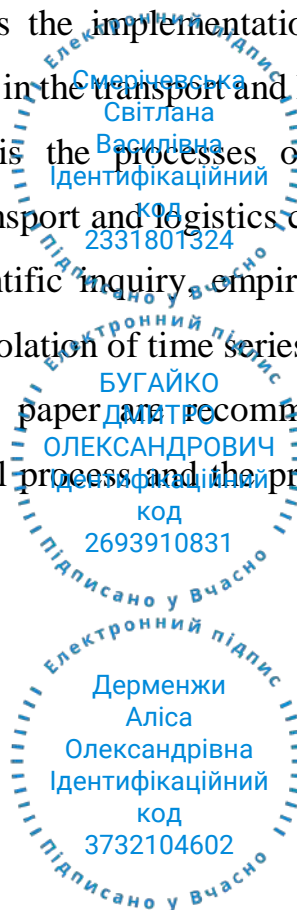 s the implementatio
in the transport and
is the processes o
nsport and logistics c
ntific inquiry, empir
olation of time series
paper are recomm
l process and the pr
Електронний підпис
Смерічевська
Світлана
Василівна
Ідентифікаційний
код
2331801324
Підписано у Вчасно
Електронний підпис
БУГАЙКО
ДМИТРО
ОЛЕКСАНДРОВИЧ
Ідентифікаційний
код
2693910831
Підписано у Вчасно
Електронний підпис
Дерменжи
Аліса
Олександрівна
Ідентифікаційний
код
3732104602
Підписано у Вчасно